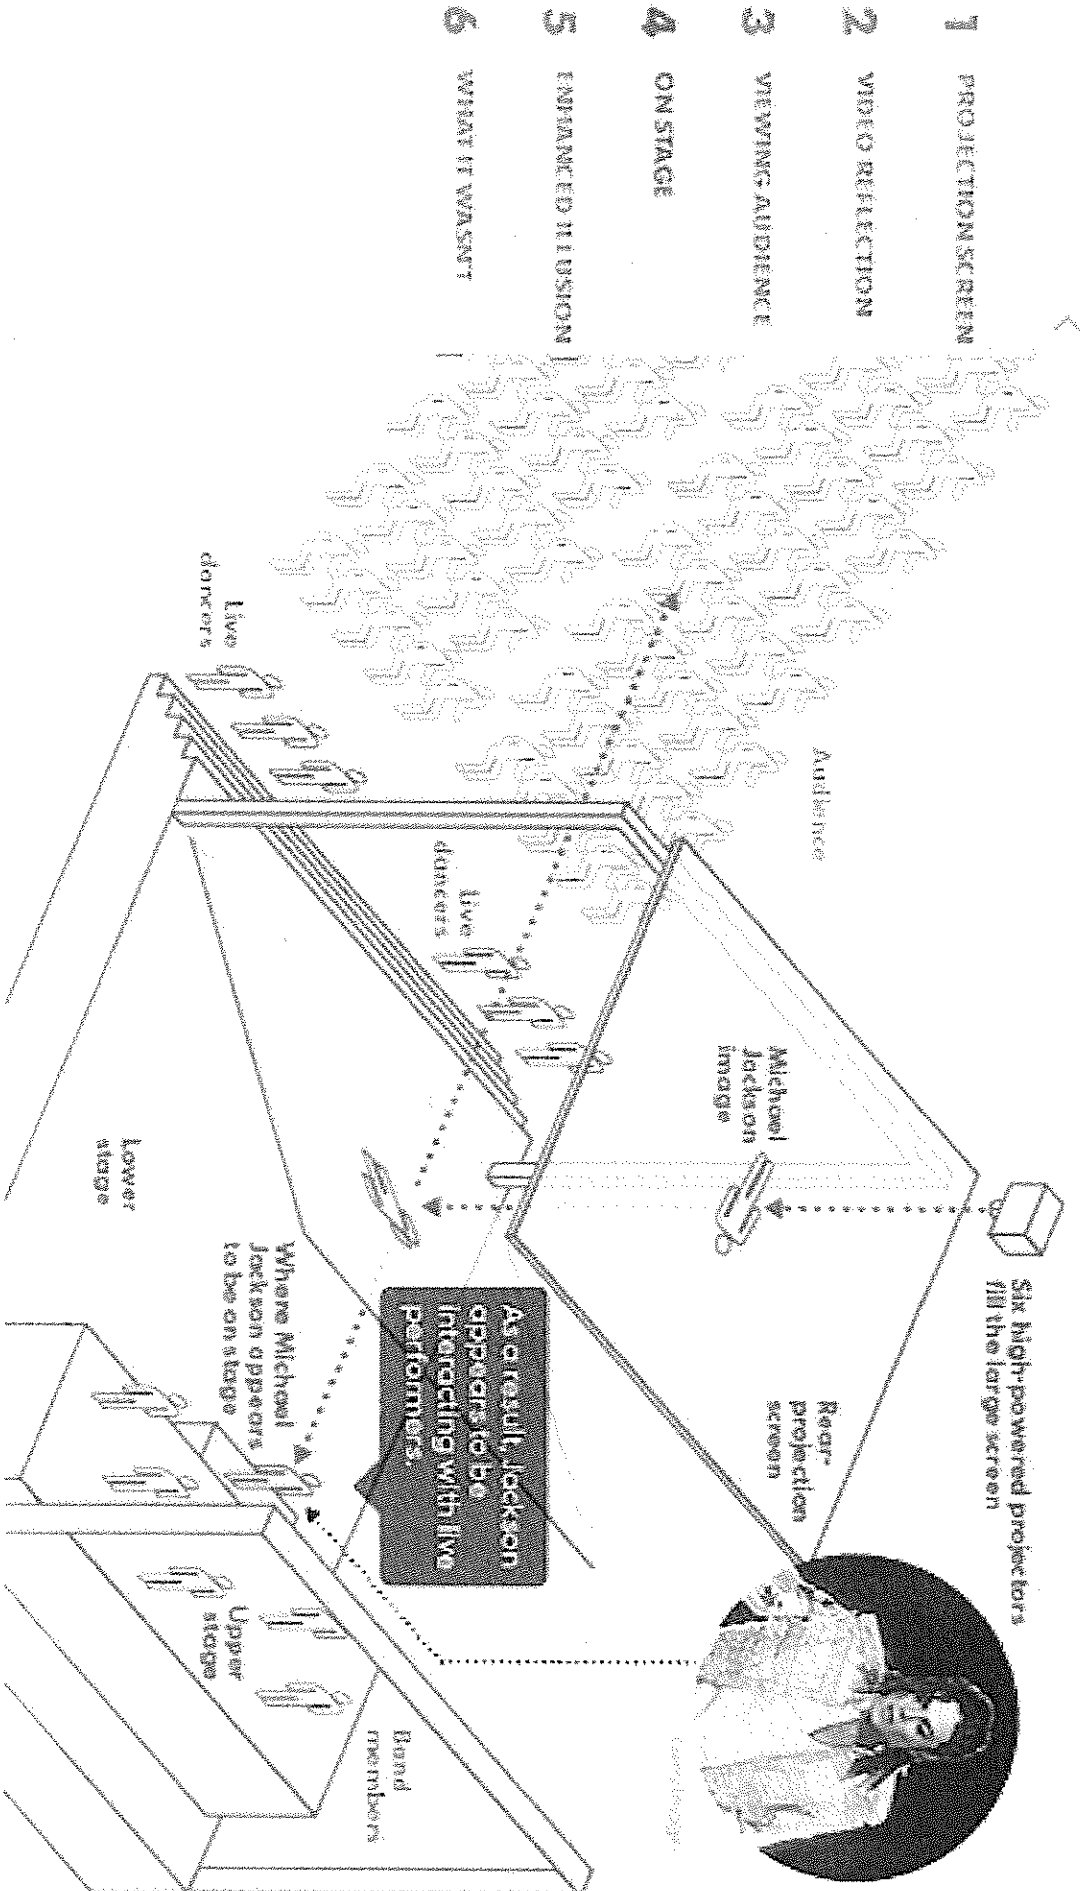 1 PROJECTION SCREEN
2 VIDEO REFLECTION
3 VIEWING AUDIENCE
4 ON STAGE
5 ENHANCED ILLUSION
6 WHAT IT WASN'T
Six high-powered projectors
fill the large screen
Rear-
projection
screen
Michael
Jackson
image
Audience
Live
dancers
Live
dancers
As a result, Jackson
appears to be
interacting with live
performers.
Where Michael
Jackson appears
to be on stage
Lower
stage
Upper
stage
Band
members